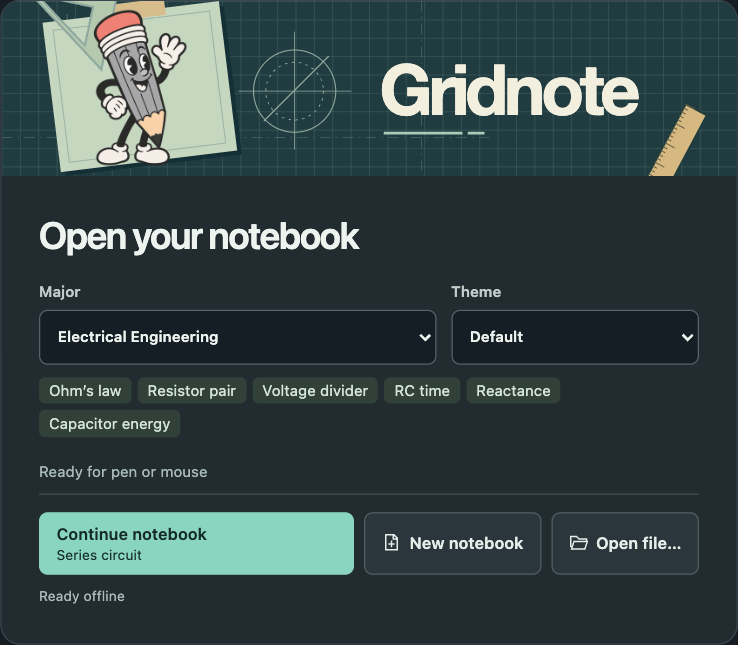 Gridnote
Open your notebook
Major
Theme
Electrical Engineering
Default
Ohm’s law
Resistor pair
Voltage divider
RC time
Reactance
Capacitor energy
Ready for pen or mouse
Continue notebook
Series circuit
New notebook
Open file...
Ready offline